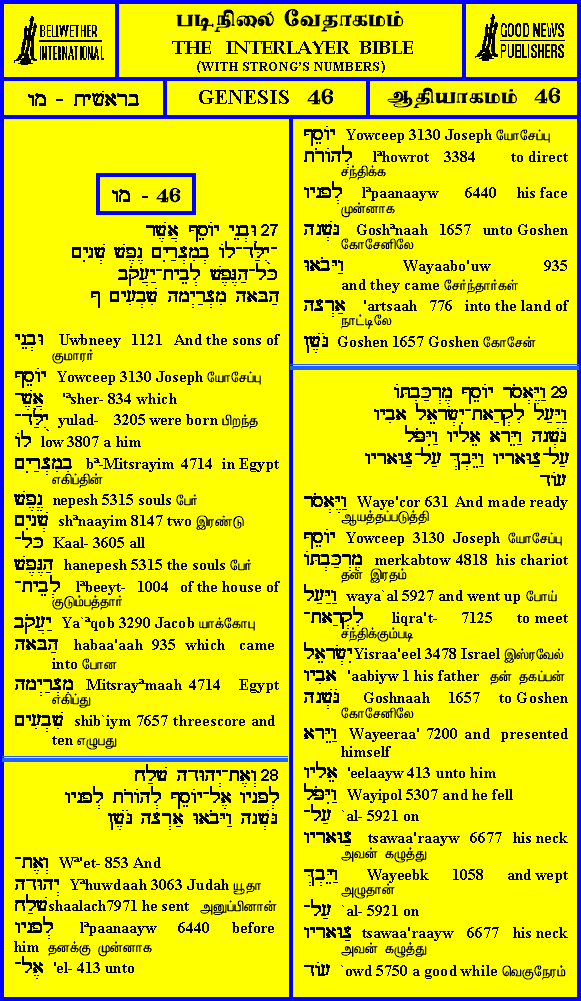 BELLWETHER
INTERNATIONAL
படிநிலை வேதாகமம்
THE INTERLAYER BIBLE
(WITH STRONG'S NUMBERS)
GOOD NEWS
PUBLISHERS
בראשית - מו
GENESIS 46
ஆதியாகமம் 46
מו - 46
27 וּבְנֵי יוֹסֵף אֲשֶׁר
־יֻלַּד־לוֹ בְמִצְרַיִם נֶפֶשׁ שְׁנָיִם
כָּל־הַנֶּפֶשׁ לְבֵית־יַעֲקֹב
הַבָּאָה מִצְרַיְמָה שִׁבְעִים ף
וּבְנֵי Uwbneey 1121 And the sons of
குமாரர்
יוֹסֵף Yowceep 3130 Joseph யோசேப்பு
אֲשֶׁר־ 'ªsher- 834 which
יֻלַּד־ yulad- 3205 were born பிறந்த
לוֹ low 3807 a him
בְמִצְרַיִם bª-Mitsrayim 4714 in Egypt
எகிப்தின்
נֶפֶשׁ nepesh 5315 souls பேர்
שְׁנָיִם shªnaayim 8147 two இரண்டு
כָּל־ Kaal- 3605 all
הַנֶּפֶשׁ hanepesh 5315 the souls பேர்
לְבֵית־ lªbeeyt- 1004 of the house of
குடும்பத்தார்
יַעֲקֹב Ya`ªqob 3290 Jacob யாக்கோபு
הַבָּאָה habaa'aah 935 which came
into போன
מִצְרַיְמָה Mitsrayªmaah 4714 Egypt
எகிப்து
שִׁבְעִים shib`iym 7657 threescore and
ten எழுபது
28 וְאֶת־יְהוּדָה שָׁלַח
לְפָנָיו אֶל־יוֹסֵף לְהוֹרֹת לְפָנָיו
גֹּשְׁנָה וַיָּבֹאוּ אַרְצָה גֹּשֶׁן
וְאֶת־ Wª'et- 853 And
יְהוּדָה Yªhuwdaah 3063 Judah யூதா
שָׁלַח shaalach7971 he sent அனுப்பினான்
לְפָנָיו lªpaanaayw 6440 before
him தனக்கு முன்னாக
אֶל־ 'el- 413 unto
יוֹסֵף Yowceep 3130 Joseph யோசேப்பு
לְהוֹרֹת lªhowrot 3384 to direct
சந்திக்க
לְפָנָיו lªpaanaayw 6440 his face
முன்னாக
גֹּשְׁנָה Goshªnaah 1657 unto Goshen
கோசேனிலே
וַיָּבֹאוּ Wayaabo'uw 935
and they came சேர்ந்தார்கள்
אַרְצָה 'artsaah 776 into the land of
நாட்டிலே
גֹּשֶׁן Goshen 1657 Goshen கோசேன்
29 וַיֶּאְסֹר יוֹסֵף מֶרְכַּבְתּוֹ
וַיַּעַל לִקְרַאת־יִשְׂרָאֵל אָבִיו
גֹּשְׁנָה וַיֵּרָא אֵלָיו וַיִּפֹּל
עַל־צַוָּארָיו וַיֵּבְךְּ עַל־צַוָּארָיו
עוֹד
וַיֶּאְסֹר Waye'cor 631 And made ready
ஆயத்தப்படுத்தி
יוֹסֵף Yowceep 3130 Joseph யோசேப்பு
מֶרְכַּבְתּוֹ merkabtow 4818 his chariot
தன் இரதம்
וַיַּעַל waya`al 5927 and went up போய்
לִקְרַאת־ liqra't- 7125 to meet
சந்திக்கும்படி
יִשְׂרָאֵל Yisraa'eel 3478 Israel இஸ்ரவேல்
אָבִיו 'aabiyw 1 his father தன் தகப்பன்
גֹּשְׁנָה Goshnaah 1657 to Goshen
கோசேனிலே
וַיֵּרָא Wayeeraa' 7200 and presented
himself
אֵלָיו 'eelaayw 413 unto him
וַיִּפֹּל Wayipol 5307 and he fell
עַל־ `al- 5921 on
צַוָּארָיו tsawaa'raayw 6677 his neck
அவன் கழுத்து
וַיֵּבְךְּ Wayeebk 1058 and wept
அழுதான்
עַל־ `al- 5921 on
צַוָּארָיו tsawaa'raayw 6677 his neck
அவன் கழுத்து
עוֹד `owd 5750 a good while வெகுநேரம்